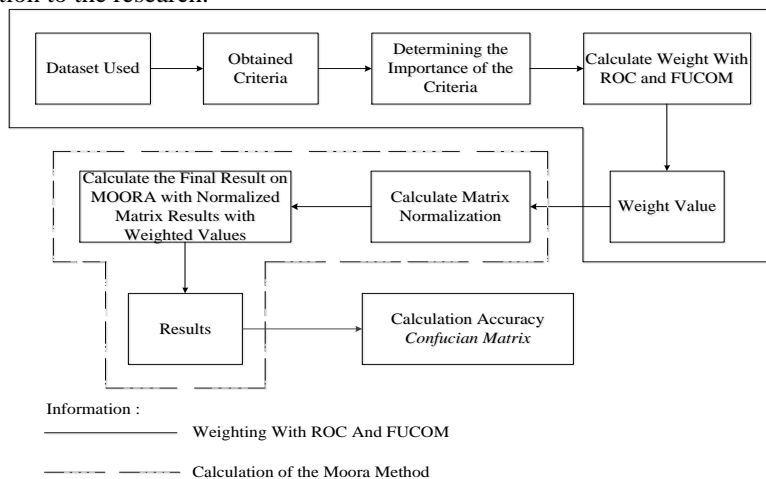 tion to the research.
Dataset Used
Obtained
Criteria
Determining the
Importance of the
Criteria
Calculate Weight With
ROC and FUCOM
Calculate the Final Result on
MOORA with Normalized
Matrix Results with
Weighted Values
Calculate Matrix
Normalization
Weight Value
Results
Calculation Accuracy
Confucian Matrix
Information :
Weighting With ROC And FUCOM
Calculation of the Moora Method